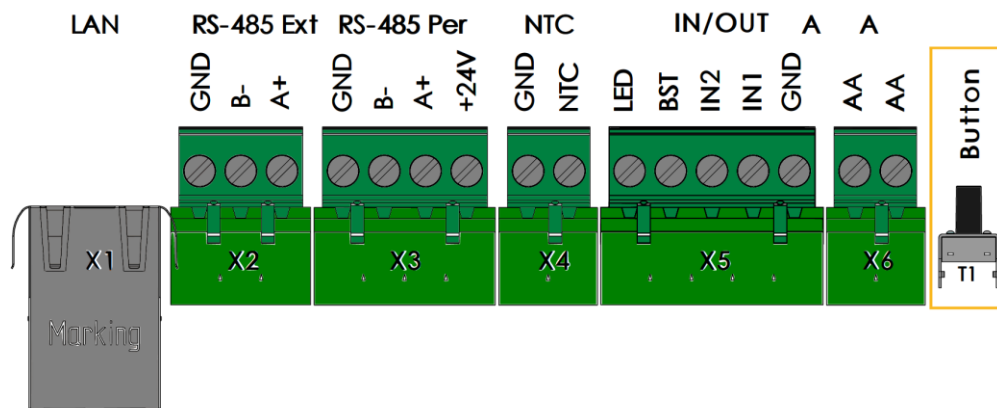 LAN RS-485 Ext RS-485 Per NTC IN/OUT A A
GND B- A+ GND B- A+ +24V GND NTC LED BST IN2 IN1 GND AA AA
Button
X1 X2 X3 X4 X5 X6 T1
Marking